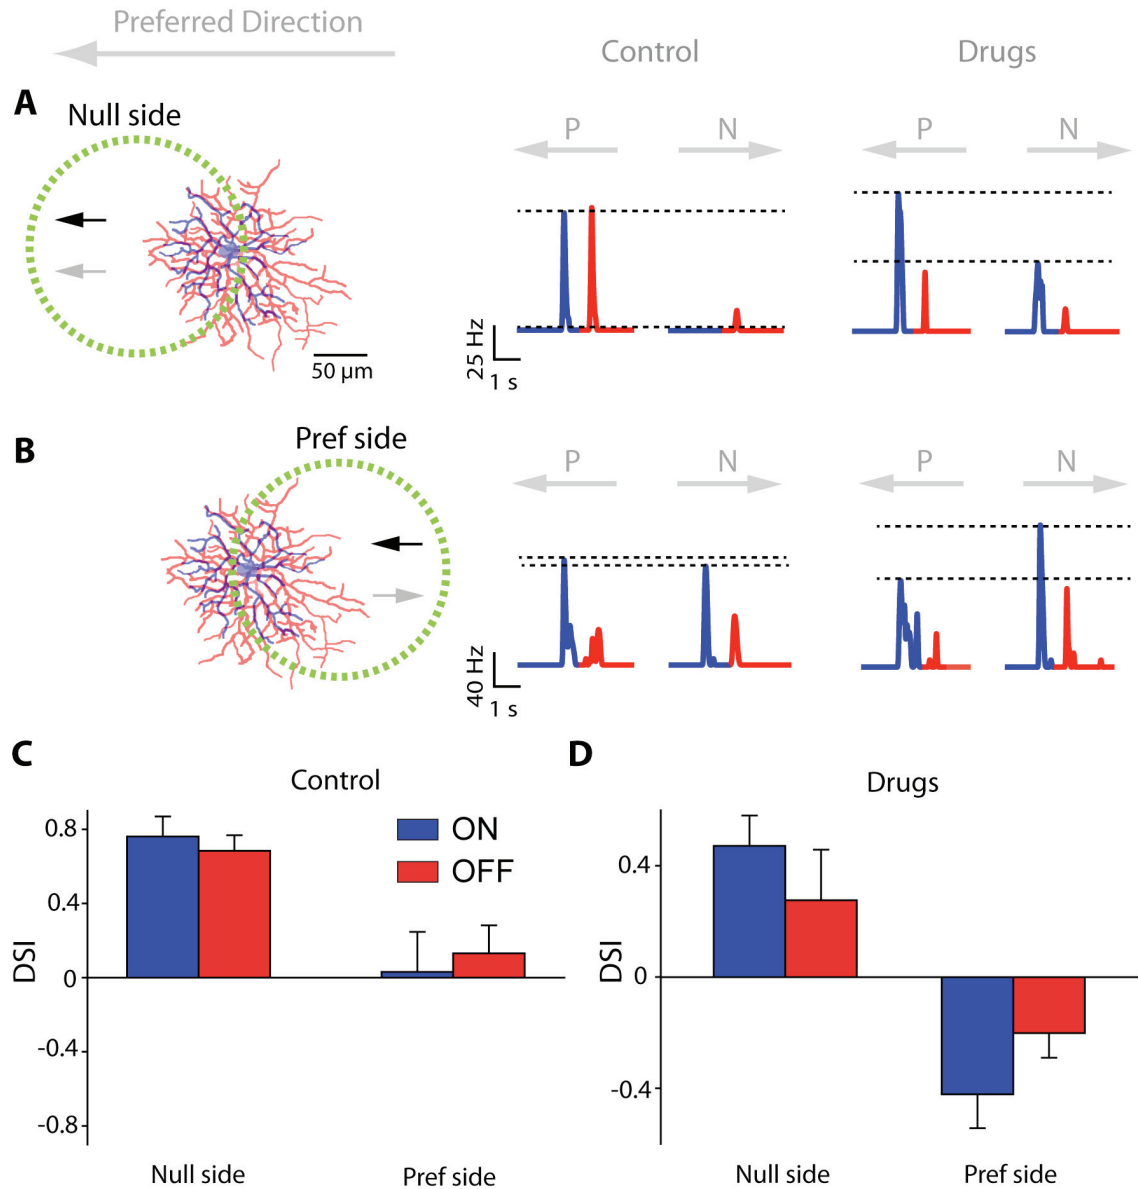 Preferred Direction
Control
Drugs
A
Null side
P
N
P
N
50 µm
25 Hz
1 s
B
Pref side
P
N
P
N
40 Hz
1 s
C
Control
ON
OFF
0.8
0.4
0
-0.4
-0.8
DSI
Null side
Pref side
D
Drugs
0.4
0
-0.4
DSI
Null side
Pref side